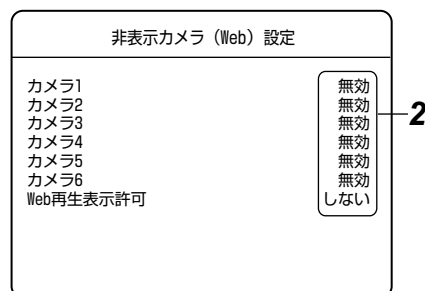 非表示カメラ（Web）設定
カメラ1 無効
カメラ2 無効
カメラ3 無効
カメラ4 無効
カメラ5 無効
カメラ6 無効
Web再生表示許可 しない
2